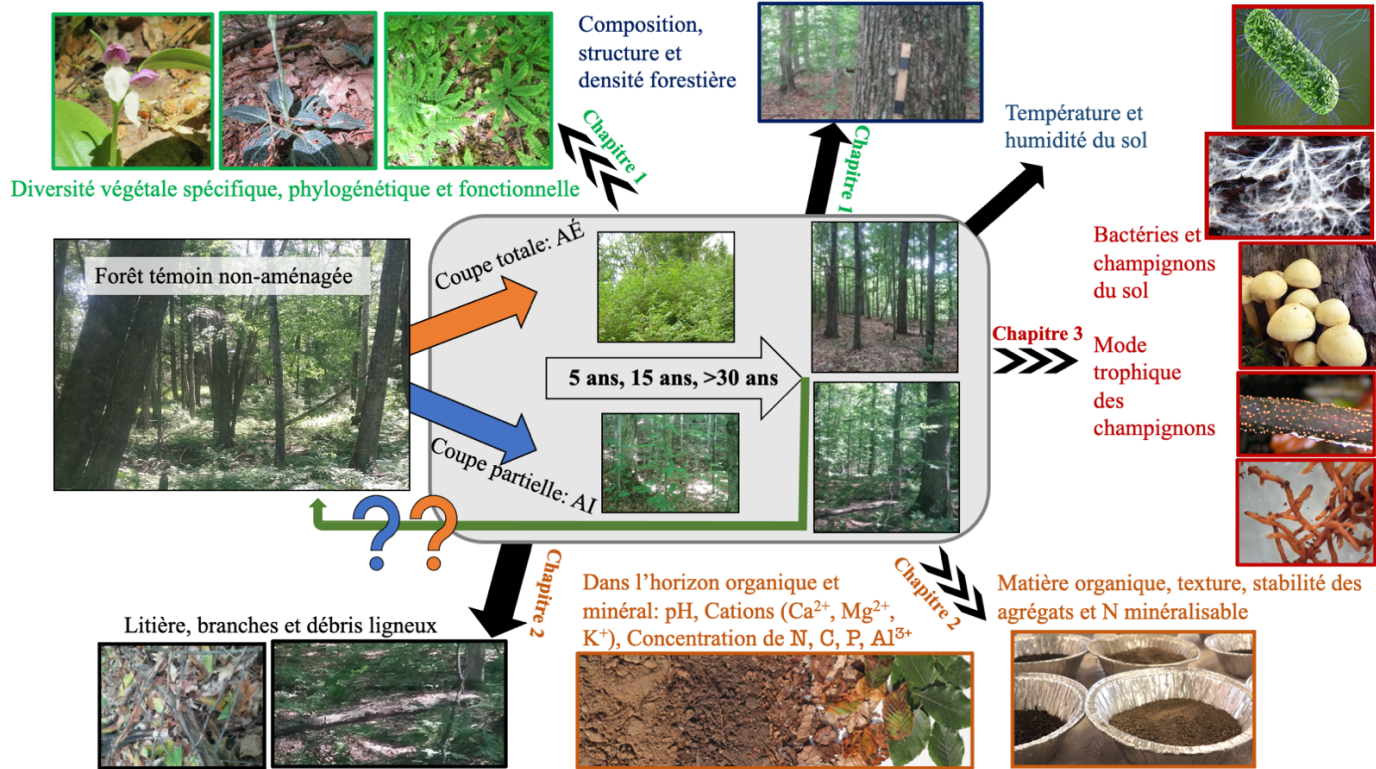 Composition,
structure et
densité forestière
Chapitre 1
Chapitre 1
Température et
humidité du sol
Diversité végétale spécifique, phylogénétique et fonctionnelle
Forêt témoin non-aménagée
Coupe totale: AÉ
5 ans, 15 ans, >30 ans
Coupe partielle: AI
Bactéries et
champignons
du sol
Chapitre 3
Mode
trophique
des
champignons
??
Chapitre 2
Litière, branches et débris ligneux
Dans l’horizon organique et
minéral: pH, Cations (Ca²⁺, Mg²⁺,
K⁺), Concentration de N, C, P, Al³⁺
Chapitre 2
Matière organique, texture, stabilité des
agrégats et N minéralisable